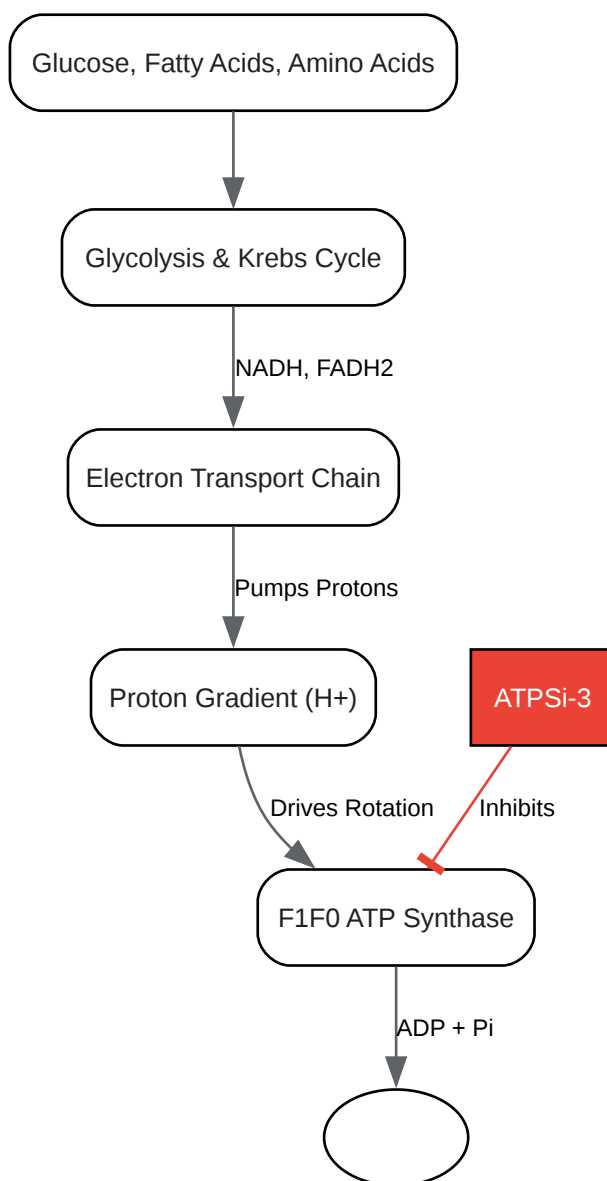 Glucose, Fatty Acids, Amino Acids
Glycolysis & Krebs Cycle
NADH, FADH2
Electron Transport Chain
Pumps Protons
Proton Gradient (H+)
ATPSi-3
Drives Rotation
Inhibits
F1F0 ATP Synthase
ADP + Pi